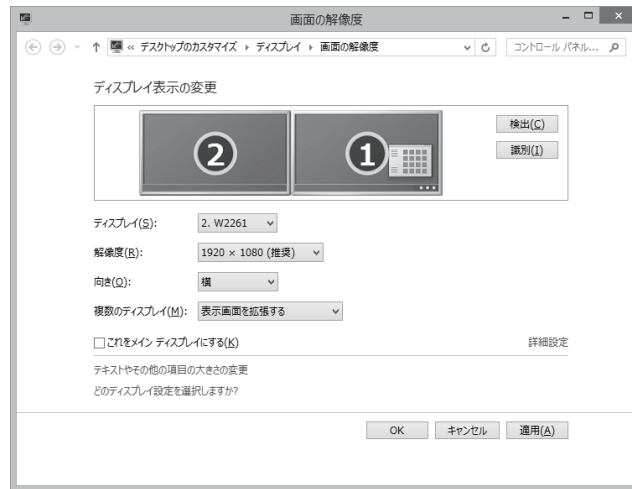 画面の解像度
« デスクトップのカスタマイズ ▸ ディスプレイ ▸ 画面の解像度
コントロール パネル...
ディスプレイ表示の変更
2
1
検出(C)
識別(I)
ディスプレイ(S): 2. W2261
解像度(R): 1920 × 1080 (推奨)
向き(O): 横
複数のディスプレイ(M): 表示画面を拡張する
これをメイン ディスプレイにする(K)
詳細設定
テキストやその他の項目の大きさの変更
どのディスプレイ設定を選択しますか?
OK キャンセル 適用(A)